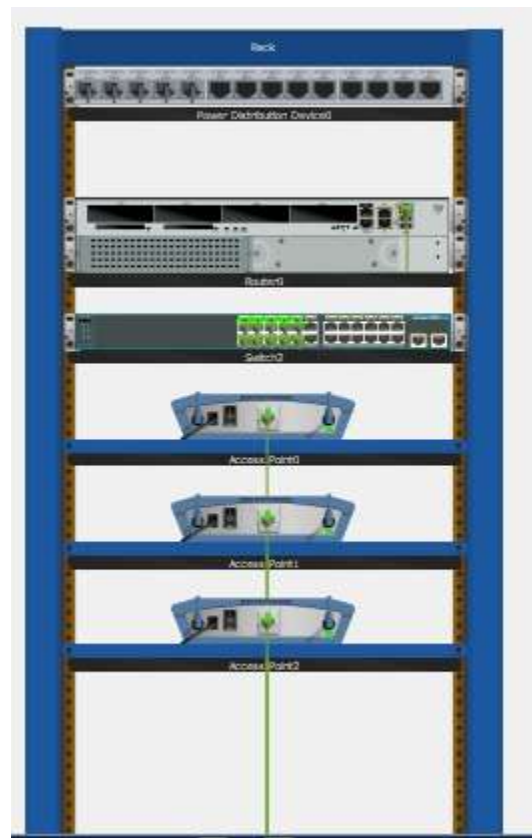 Rack
Power Distribution Device0
Router0
Switch2
Access Point0
Access Point1
Access Point2